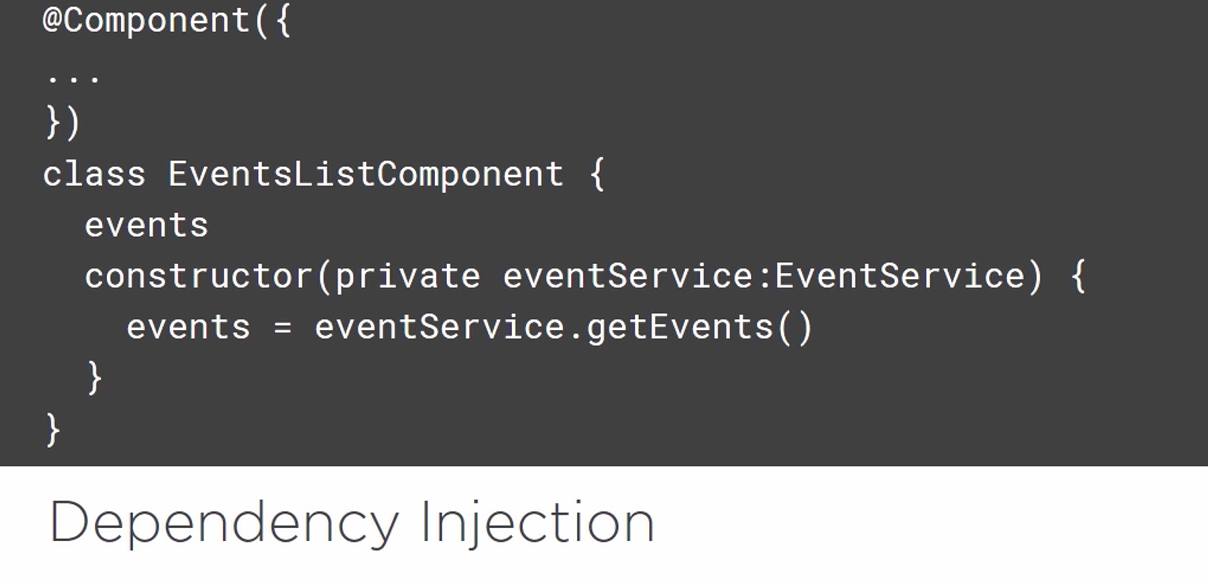 @Component({
...
})
class EventsListComponent {
  events
  constructor(private eventService:EventService) {
    events = eventService.getEvents()
  }
}
Dependency Injection